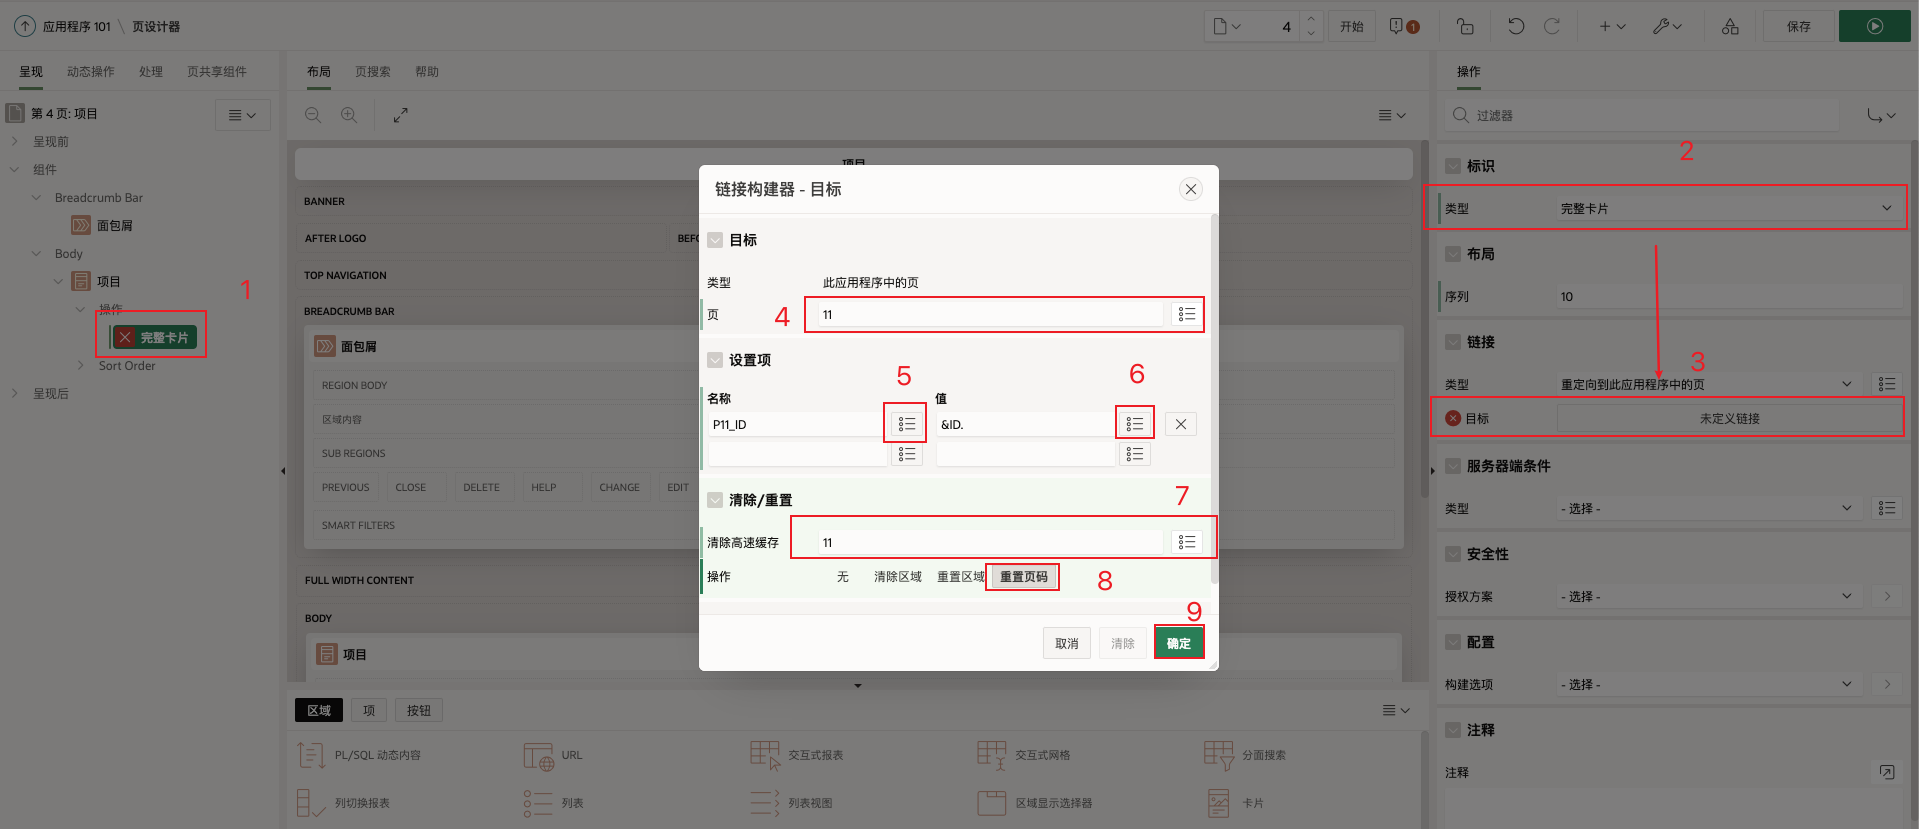 应用程序 101 \ 页设计器
4
开始
1
保存
呈现 动态操作 处理 页共享组件
第 4 页: 项目
呈现前
组件
Breadcrumb Bar
面包屑
Body
项目
1
操作
完整卡片
Sort Order
呈现后
布局 页搜索 帮助
项目
BANNER
AFTER LOGO
TOP NAVIGATION
BREADCRUMB BAR
面包屑
REGION BODY
区域内容
SUB REGIONS
PREVIOUS CLOSE DELETE HELP CHANGE EDIT
SMART FILTERS
FULL WIDTH CONTENT
BODY
项目
链接构建器 - 目标
目标
类型 此应用程序中的页
页 4 11
设置项
5 6
名称 值
P11_ID &ID.
清除/重置
7
清除高速缓存 11
操作 无 清除区域 重置区域 重置页码
8
9
取消 清除 确定
区域 项 按钮
PL/SQL 动态内容 URL 交互式报表 交互式网格 分面搜索
列切换报表 列表 列表视图 区域显示选择器 卡片
操作
过滤器
2
标识
类型 完整卡片
布局
序列 10
链接
3
类型 重定向到此应用程序中的页
目标 未定义链接
服务器端条件
类型 - 选择 -
安全性
授权方案 - 选择 -
配置
构建选项 - 选择 -
注释
注释